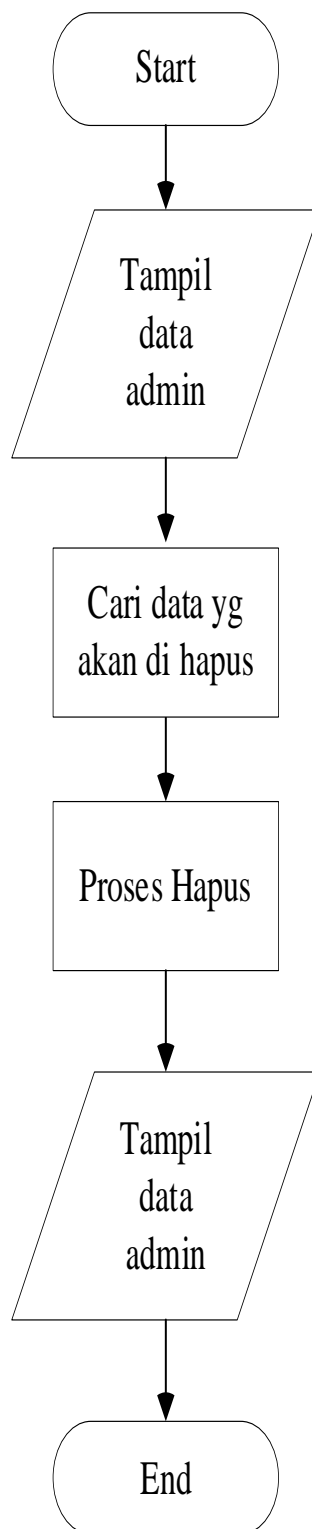 Start
Tampil
data
admin
Cari data yg
akan di hapus
Proses Hapus
Tampil
data
admin
End